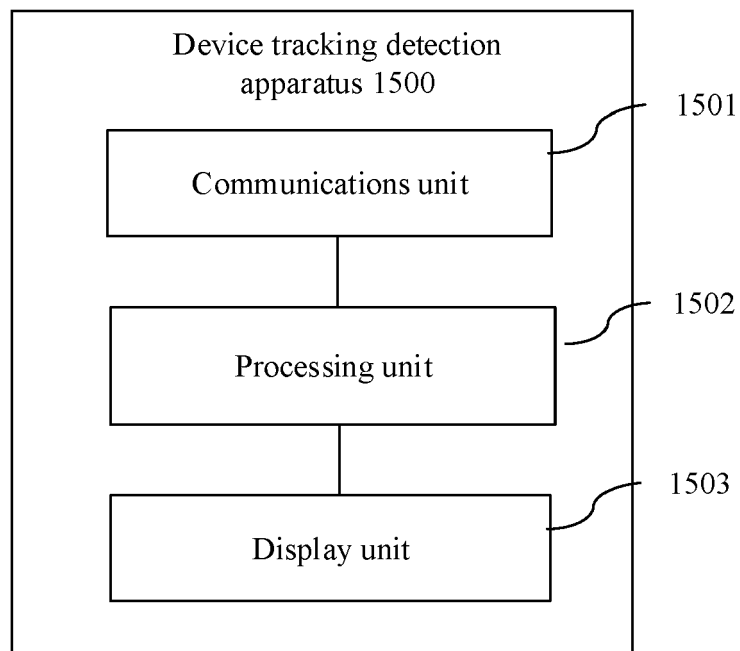 Device tracking detection
apparatus 1500
1501
Communications unit
1502
Processing unit
1503
Display unit